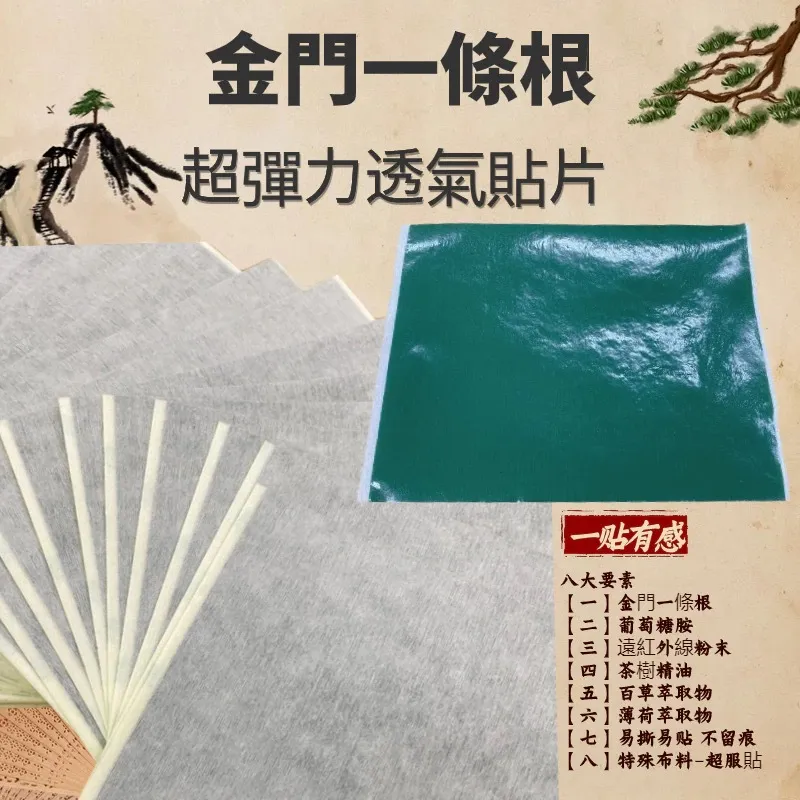 金門一條根
超彈力透氣貼片
一贴有感
八大要素
【一】金門一條根
【二】葡萄糖胺
【三】遠紅外線粉末
【四】茶樹精油
【五】百草萃取物
【六】薄荷萃取物
【七】易撕易貼 不留痕
【八】特殊布料-超服貼